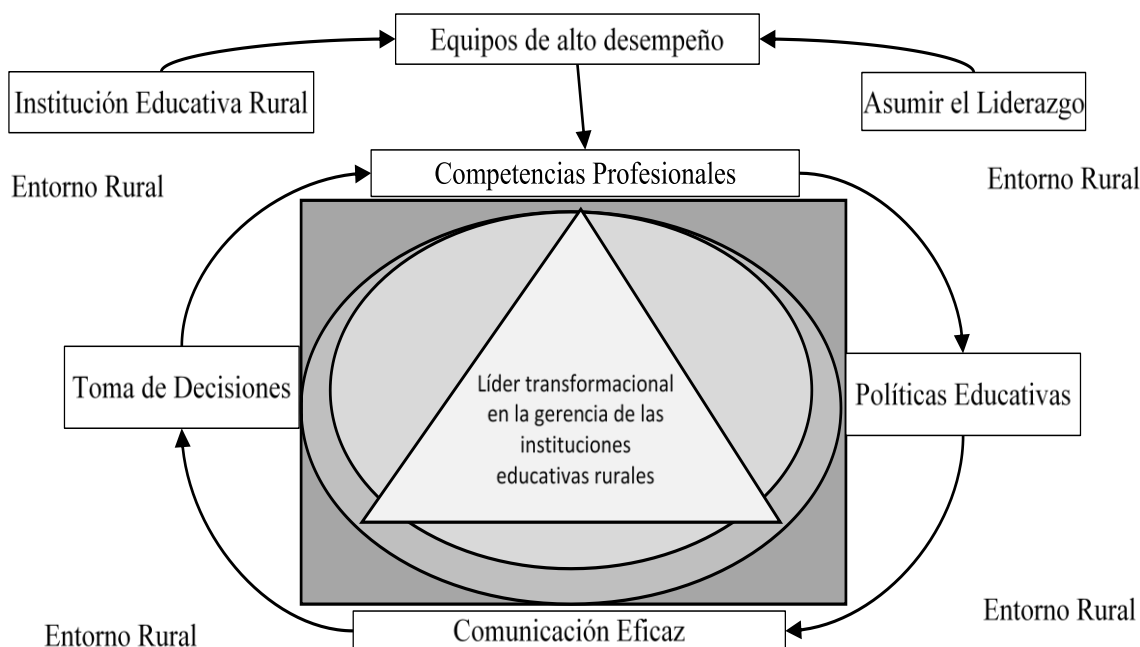 Equipos de alto desempeño
Institución Educativa Rural
Asumir el Liderazgo
Entorno Rural
Competencias Profesionales
Entorno Rural
Toma de Decisiones
Líder transformacional
en la gerencia de las
instituciones
educativas rurales
Políticas Educativas
Entorno Rural
Comunicación Eficaz
Entorno Rural